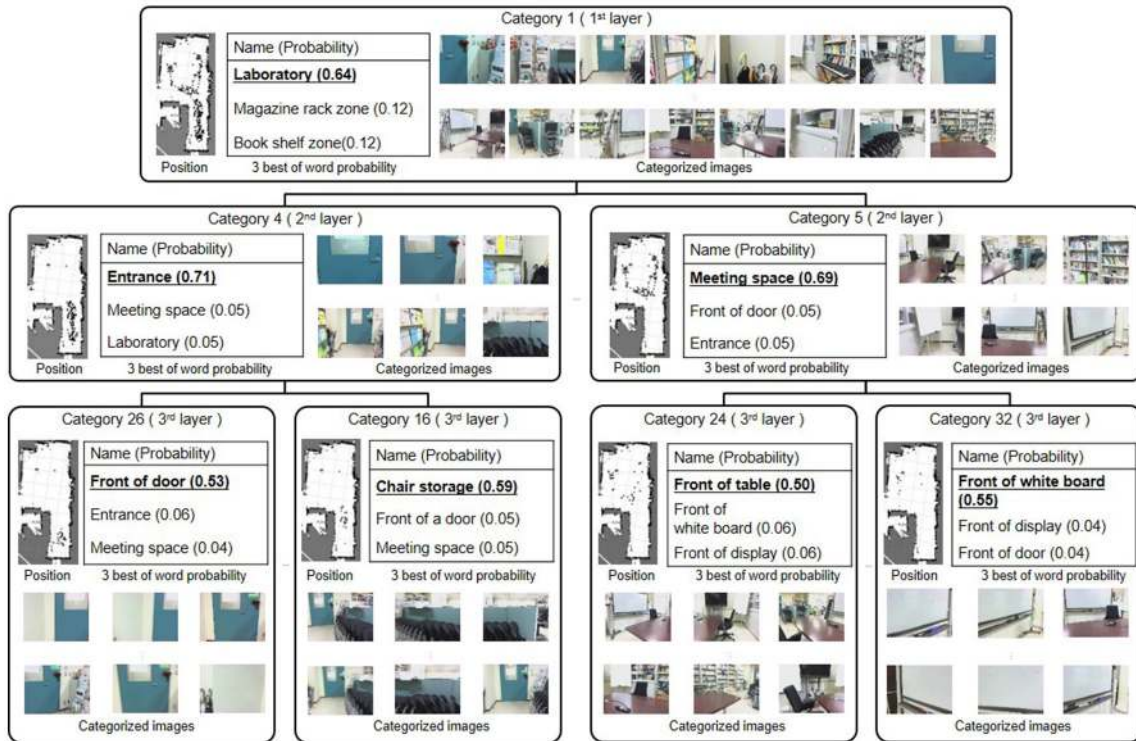 Category 1 ( 1st layer )
Name (Probability)
Laboratory (0.64)
Magazine rack zone (0.12)
Book shelf zone(0.12)
Position
3 best of word probability
Categorized images
Category 4 ( 2nd layer )
Name (Probability)
Entrance (0.71)
Meeting space (0.05)
Laboratory (0.05)
Position
3 best of word probability
Categorized images
...
Category 5 ( 2nd layer )
Name (Probability)
Meeting space (0.69)
Front of door (0.05)
Entrance (0.05)
Position
3 best of word probability
Categorized images
Category 26 ( 3rd layer )
Name (Probability)
Front of door (0.53)
Entrance (0.06)
Meeting space (0.04)
Position
3 best of word probability
Categorized images
...
Category 16 ( 3rd layer )
Name (Probability)
Chair storage (0.59)
Front of a door (0.05)
Meeting space (0.05)
Position
3 best of word probability
Categorized images
Category 24 ( 3rd layer )
Name (Probability)
Front of table (0.50)
Front of
white board (0.06)
Front of display (0.06)
Position
3 best of word probability
Categorized images
...
Category 32 ( 3rd layer )
Name (Probability)
Front of white board
(0.55)
Front of display (0.04)
Front of door (0.04)
Position
3 best of word probability
Categorized images